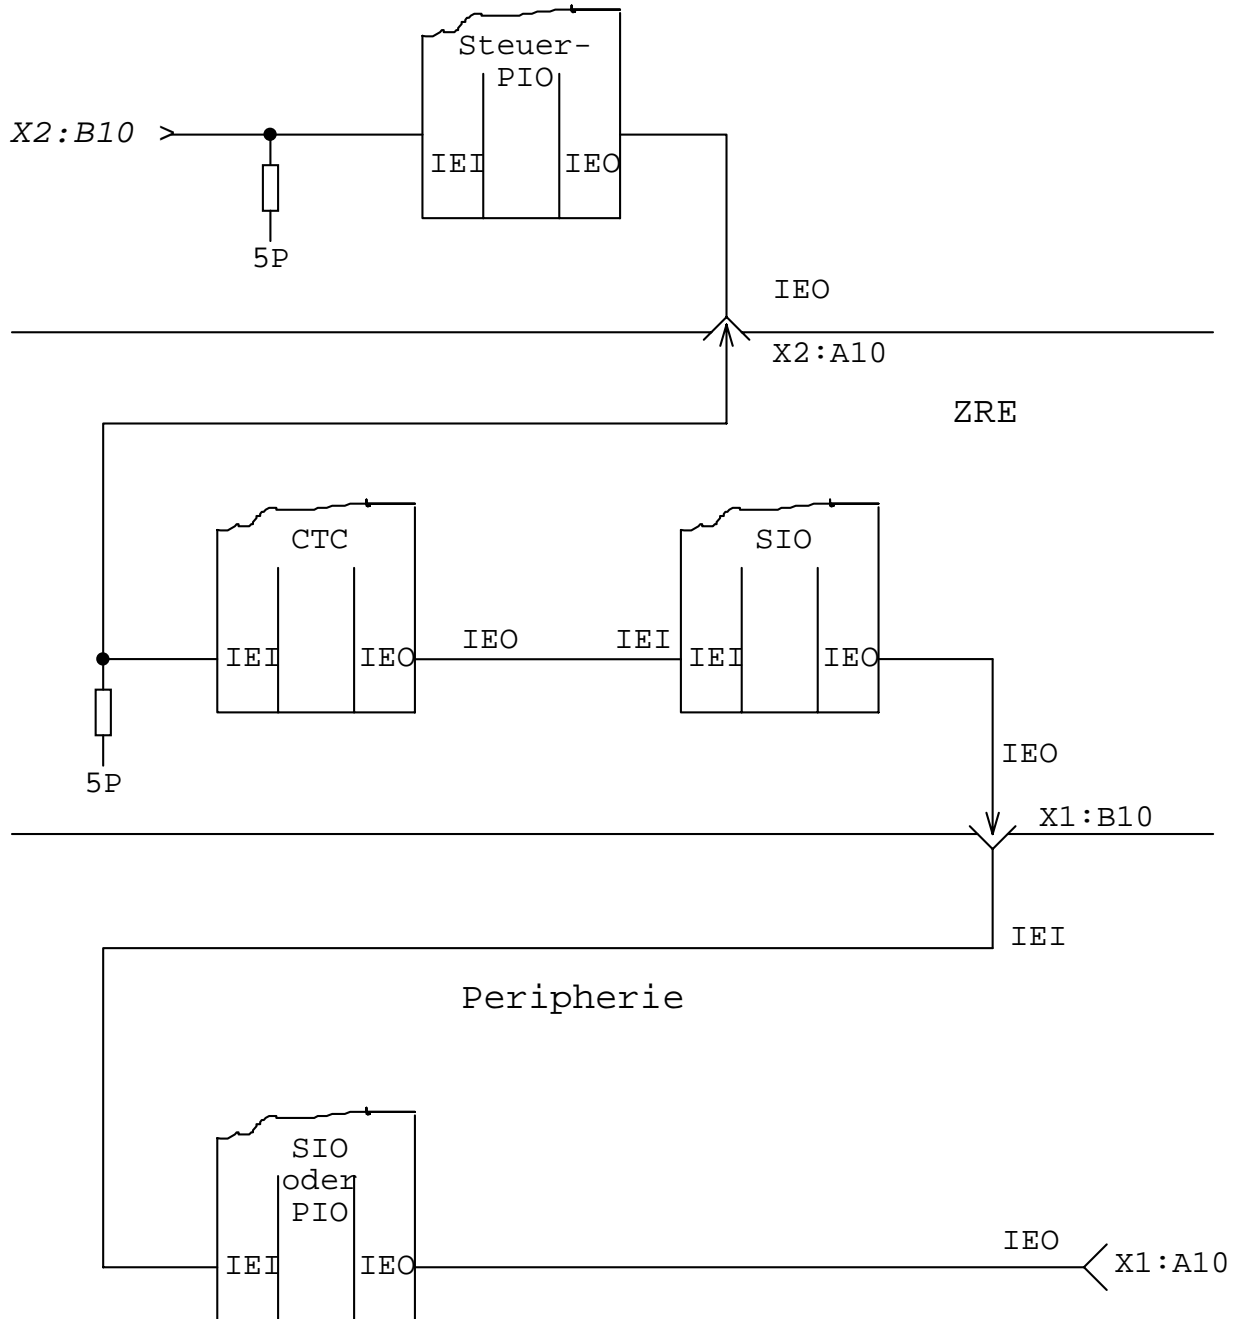 Steuer-
PIO
X2:B10 >
IEI
IEO
5P
IEO
X2:A10
ZRE
CTC
SIO
IEO
IEI
IEI
IEO
IEI
IEO
IEO
5P
X1:B10
IEI
Peripherie
SIO
oder
PIO
IEO
X1:A10
IEI
IEO